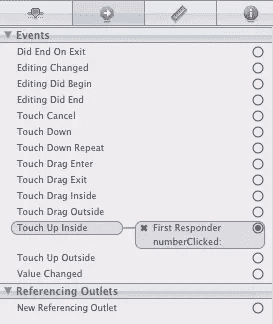 Events
Did End On Exit
Editing Changed
Editing Did Begin
Editing Did End
Touch Cancel
Touch Down
Touch Down Repeat
Touch Drag Enter
Touch Drag Exit
Touch Drag Inside
Touch Drag Outside
Touch Up Inside
First Responder
numberClicked:
Touch Up Outside
Value Changed
Referencing Outlets
New Referencing Outlet